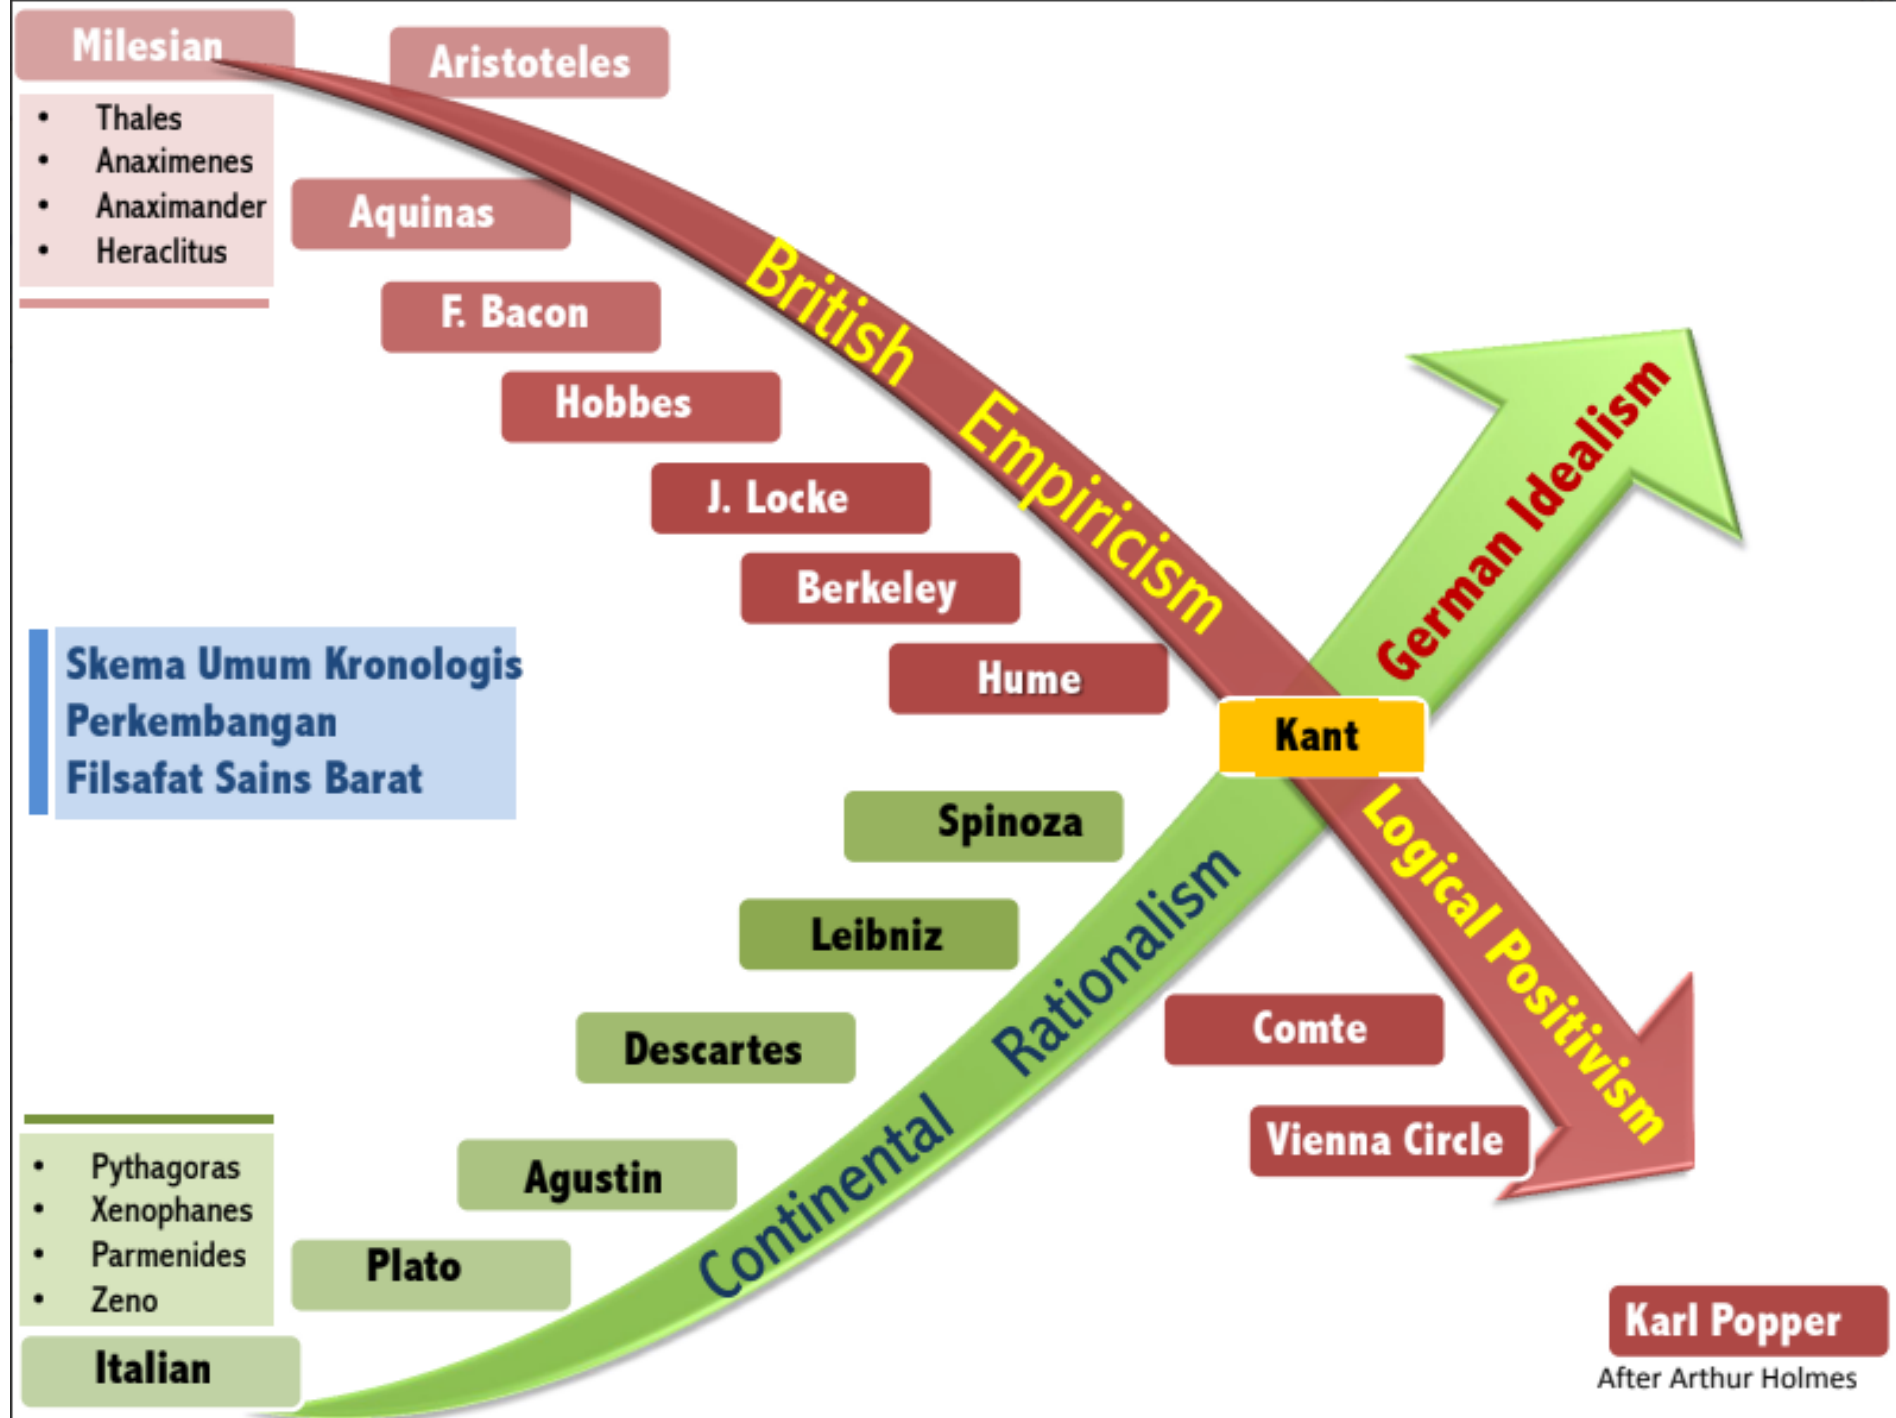 Milesian
Aristoteles
• Thales
• Anaximenes
• Anaximander
• Heraclitus
Aquinas
F. Bacon
Hobbes
J. Locke
Berkeley
Hume
British Empiricism
German Idealism
Skema Umum Kronologis
Perkembangan
Filsafat Sains Barat
Kant
Spinoza
Leibniz
Descartes
Agustin
Plato
Continental Rationalism
Logical Positivism
Comte
Vienna Circle
• Pythagoras
• Xenophanes
• Parmenides
• Zeno
Italian
Karl Popper
After Arthur Holmes